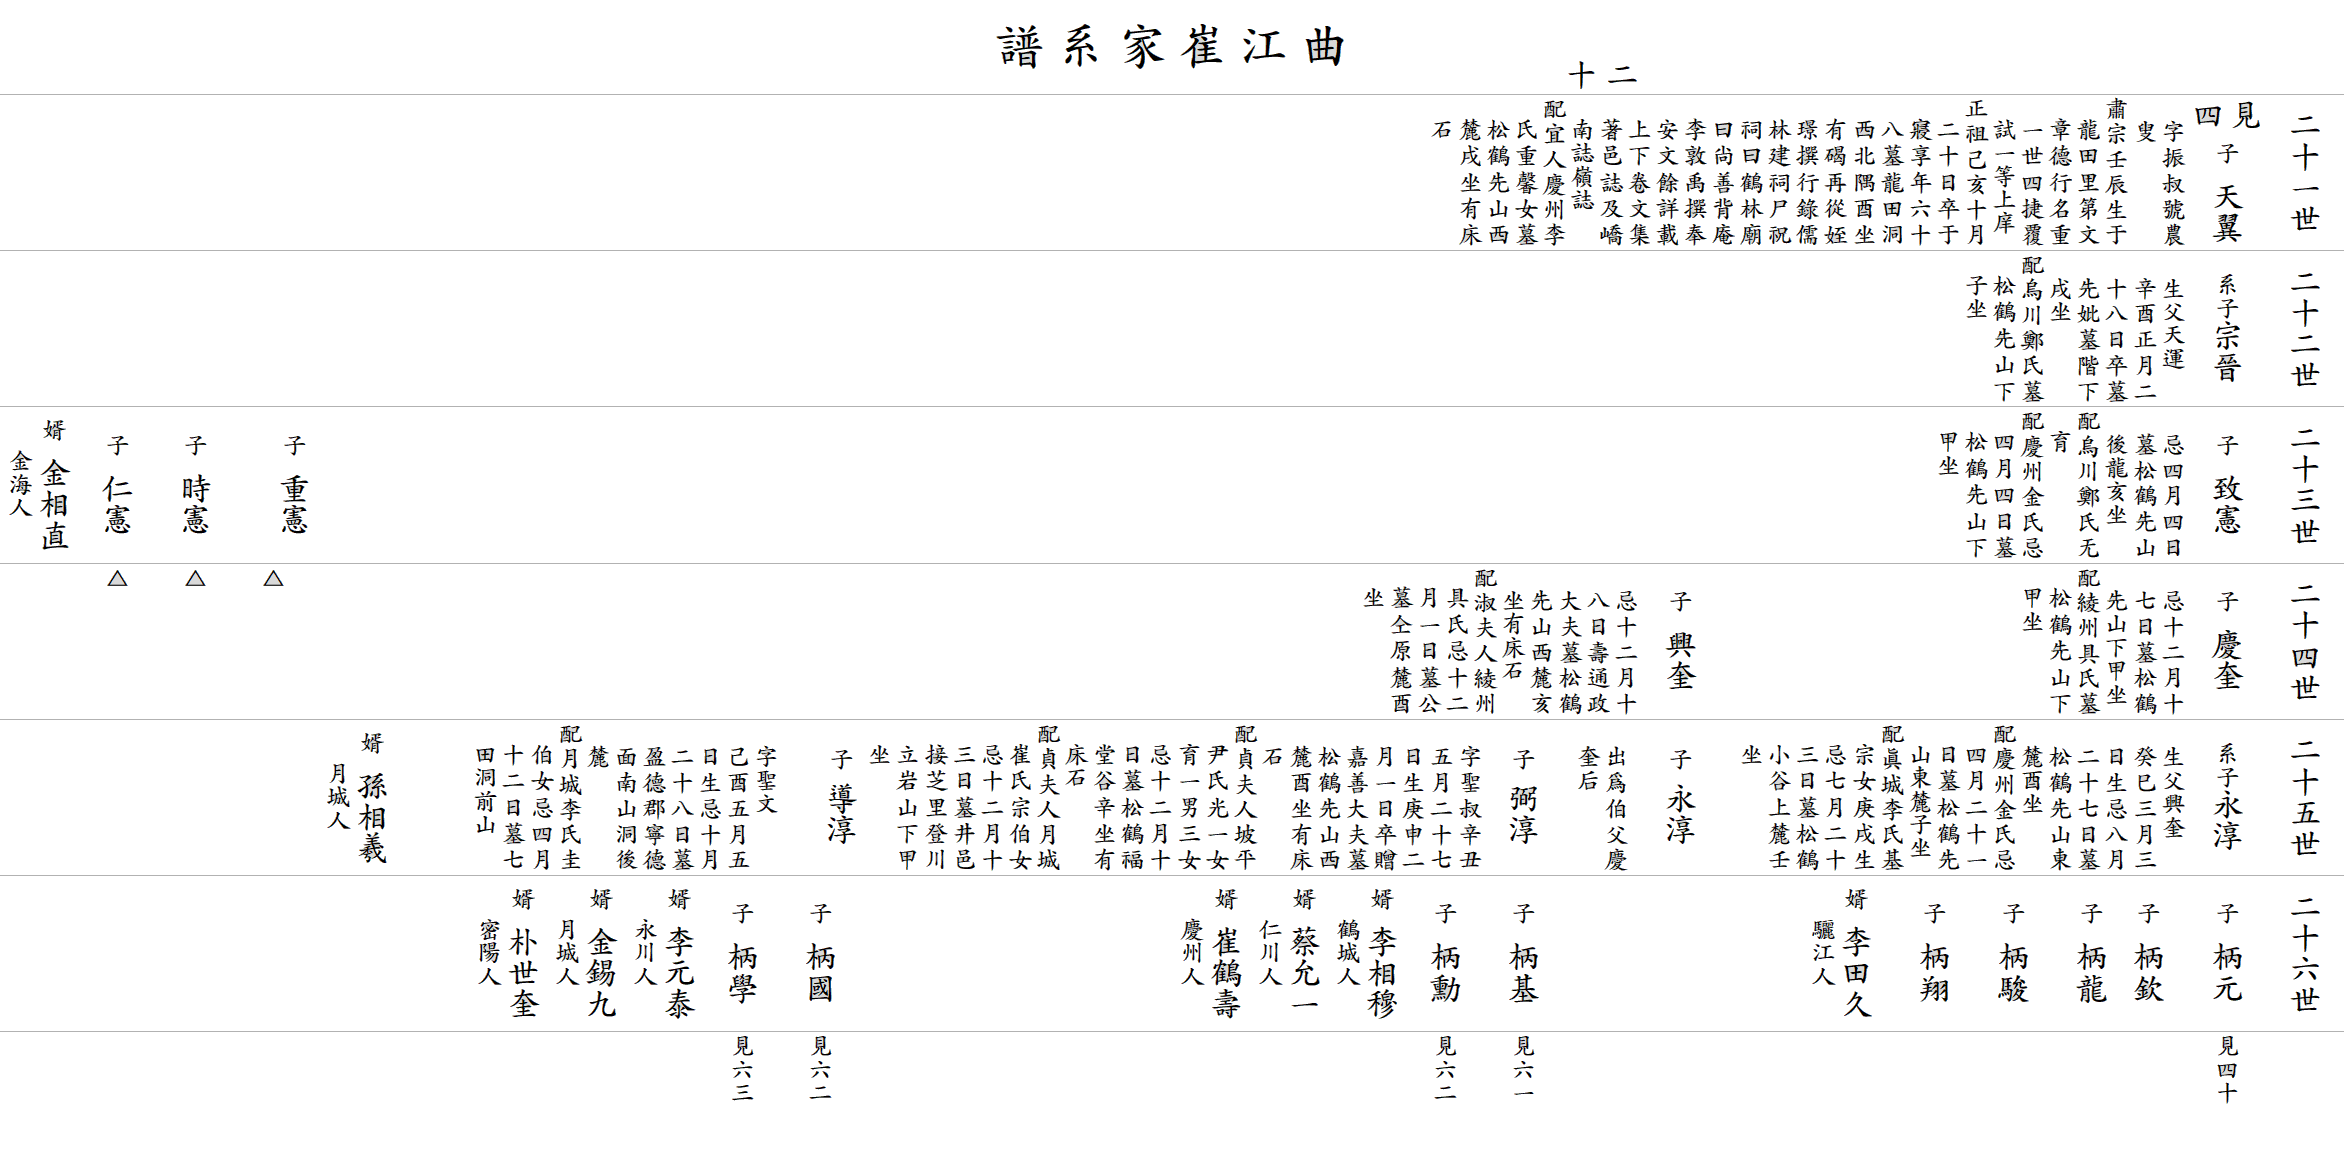 曲江崔家系譜
二十
二十一世
見四
子 天翼
字振叔號農
叟
肅宗壬辰生于
龍田里第文
章德行名重
一世四捷覆
試一等上庠
正祖己亥十月
二十日卒于
寢享年六十
八墓龍田洞
西北隅酉坐
有碣再從姪
璟撰行錄儒
林建祠尸祝
祠曰鶴林廟
曰尚善背庵
李敦禹撰奉
安文餘詳載
上下卷文集
著邑誌及嶠
南誌嶺誌
配宜人慶州李
氏重馨女墓
松鶴先山西
麓戌坐有床
石
二十二世
系子 宗晉
生父天運
辛酉正月二
十八日卒墓
先妣墓階下
戌坐
配烏川鄭氏墓
松鶴先山下
子坐
二十三世
子 致憲
忌四月四日
墓松鶴先山
後龍亥坐
配烏川鄭氏无
育
配慶州金氏忌
四月四日墓
松鶴先山下
甲坐
子 重憲
子 時憲
子 仁憲
婿 金相直
金海人
二十四世
子 慶奎
忌十二月十
七日墓松鶴
先山下甲坐
配綾州具氏墓
松鶴先山下
甲坐
子 興奎
忌十二月十
八日壽通政
大夫墓松鶴
先山西麓亥
坐有床石
配淑夫人綾州
具氏忌十二
月一日墓公
墓仝原麓酉
坐
△
△
△
二十五世
系子 永淳
生父興奎
癸巳三月三
日生忌八月
二十七日墓
松鶴先山東
麓酉坐
配慶州金氏忌
四月二十一
日墓松鶴先
山東麓子坐
配眞城李氏基
宗女庚戌生
忌七月二十
三日墓松鶴
小谷上麓壬
坐
子 永淳
出爲伯父慶
奎后
子 弼淳
字聖叔辛丑
五月二十七
日生庚申二
月一日卒贈
嘉善大夫墓
松鶴先山西
麓酉坐有床
石
配貞夫人坡平
尹氏光一女
育一男三女
忌十二月十
日墓松鶴福
堂谷辛坐有
床石
配貞夫人月城
崔氏宗伯女
忌十二月十
三日墓井邑
接芝里登川
立岩山下甲
坐
子 導淳
字聖文
己酉五月五
日生忌十月
二十八日墓
盈德郡寧德
面南山洞後
麓
配月城李氏圭
伯女忌四月
十二日墓七
田洞前山
婿 孫相羲
月城人
二十六世
子 柄元
子 柄欽
子 柄龍
子 柄駿
子 柄翔
婿 李田久
驪江人
子 柄基
子 柄勳
婿 李相穆
鶴城人
婿 蔡允一
仁川人
婿 崔鶴壽
慶州人
子 柄國
子 柄學
婿 李元泰
永川人
婿 金錫九
月城人
婿 朴世奎
密陽人
見四十
見六一
見六二
見六二
見六三